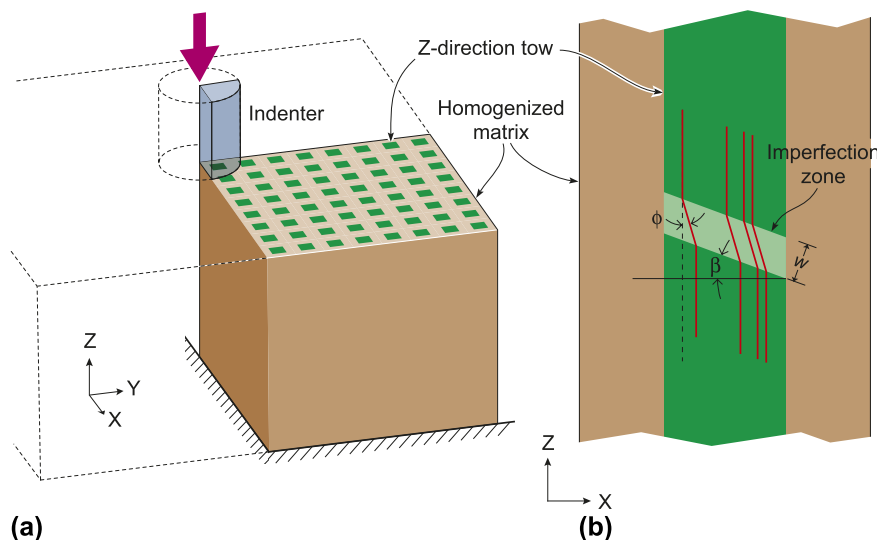 Z-direction tow
Indenter
Homogenized
matrix
Imperfection
zone
ϕ
β
w
Z
Y
X
Z
X
(a)
(b)